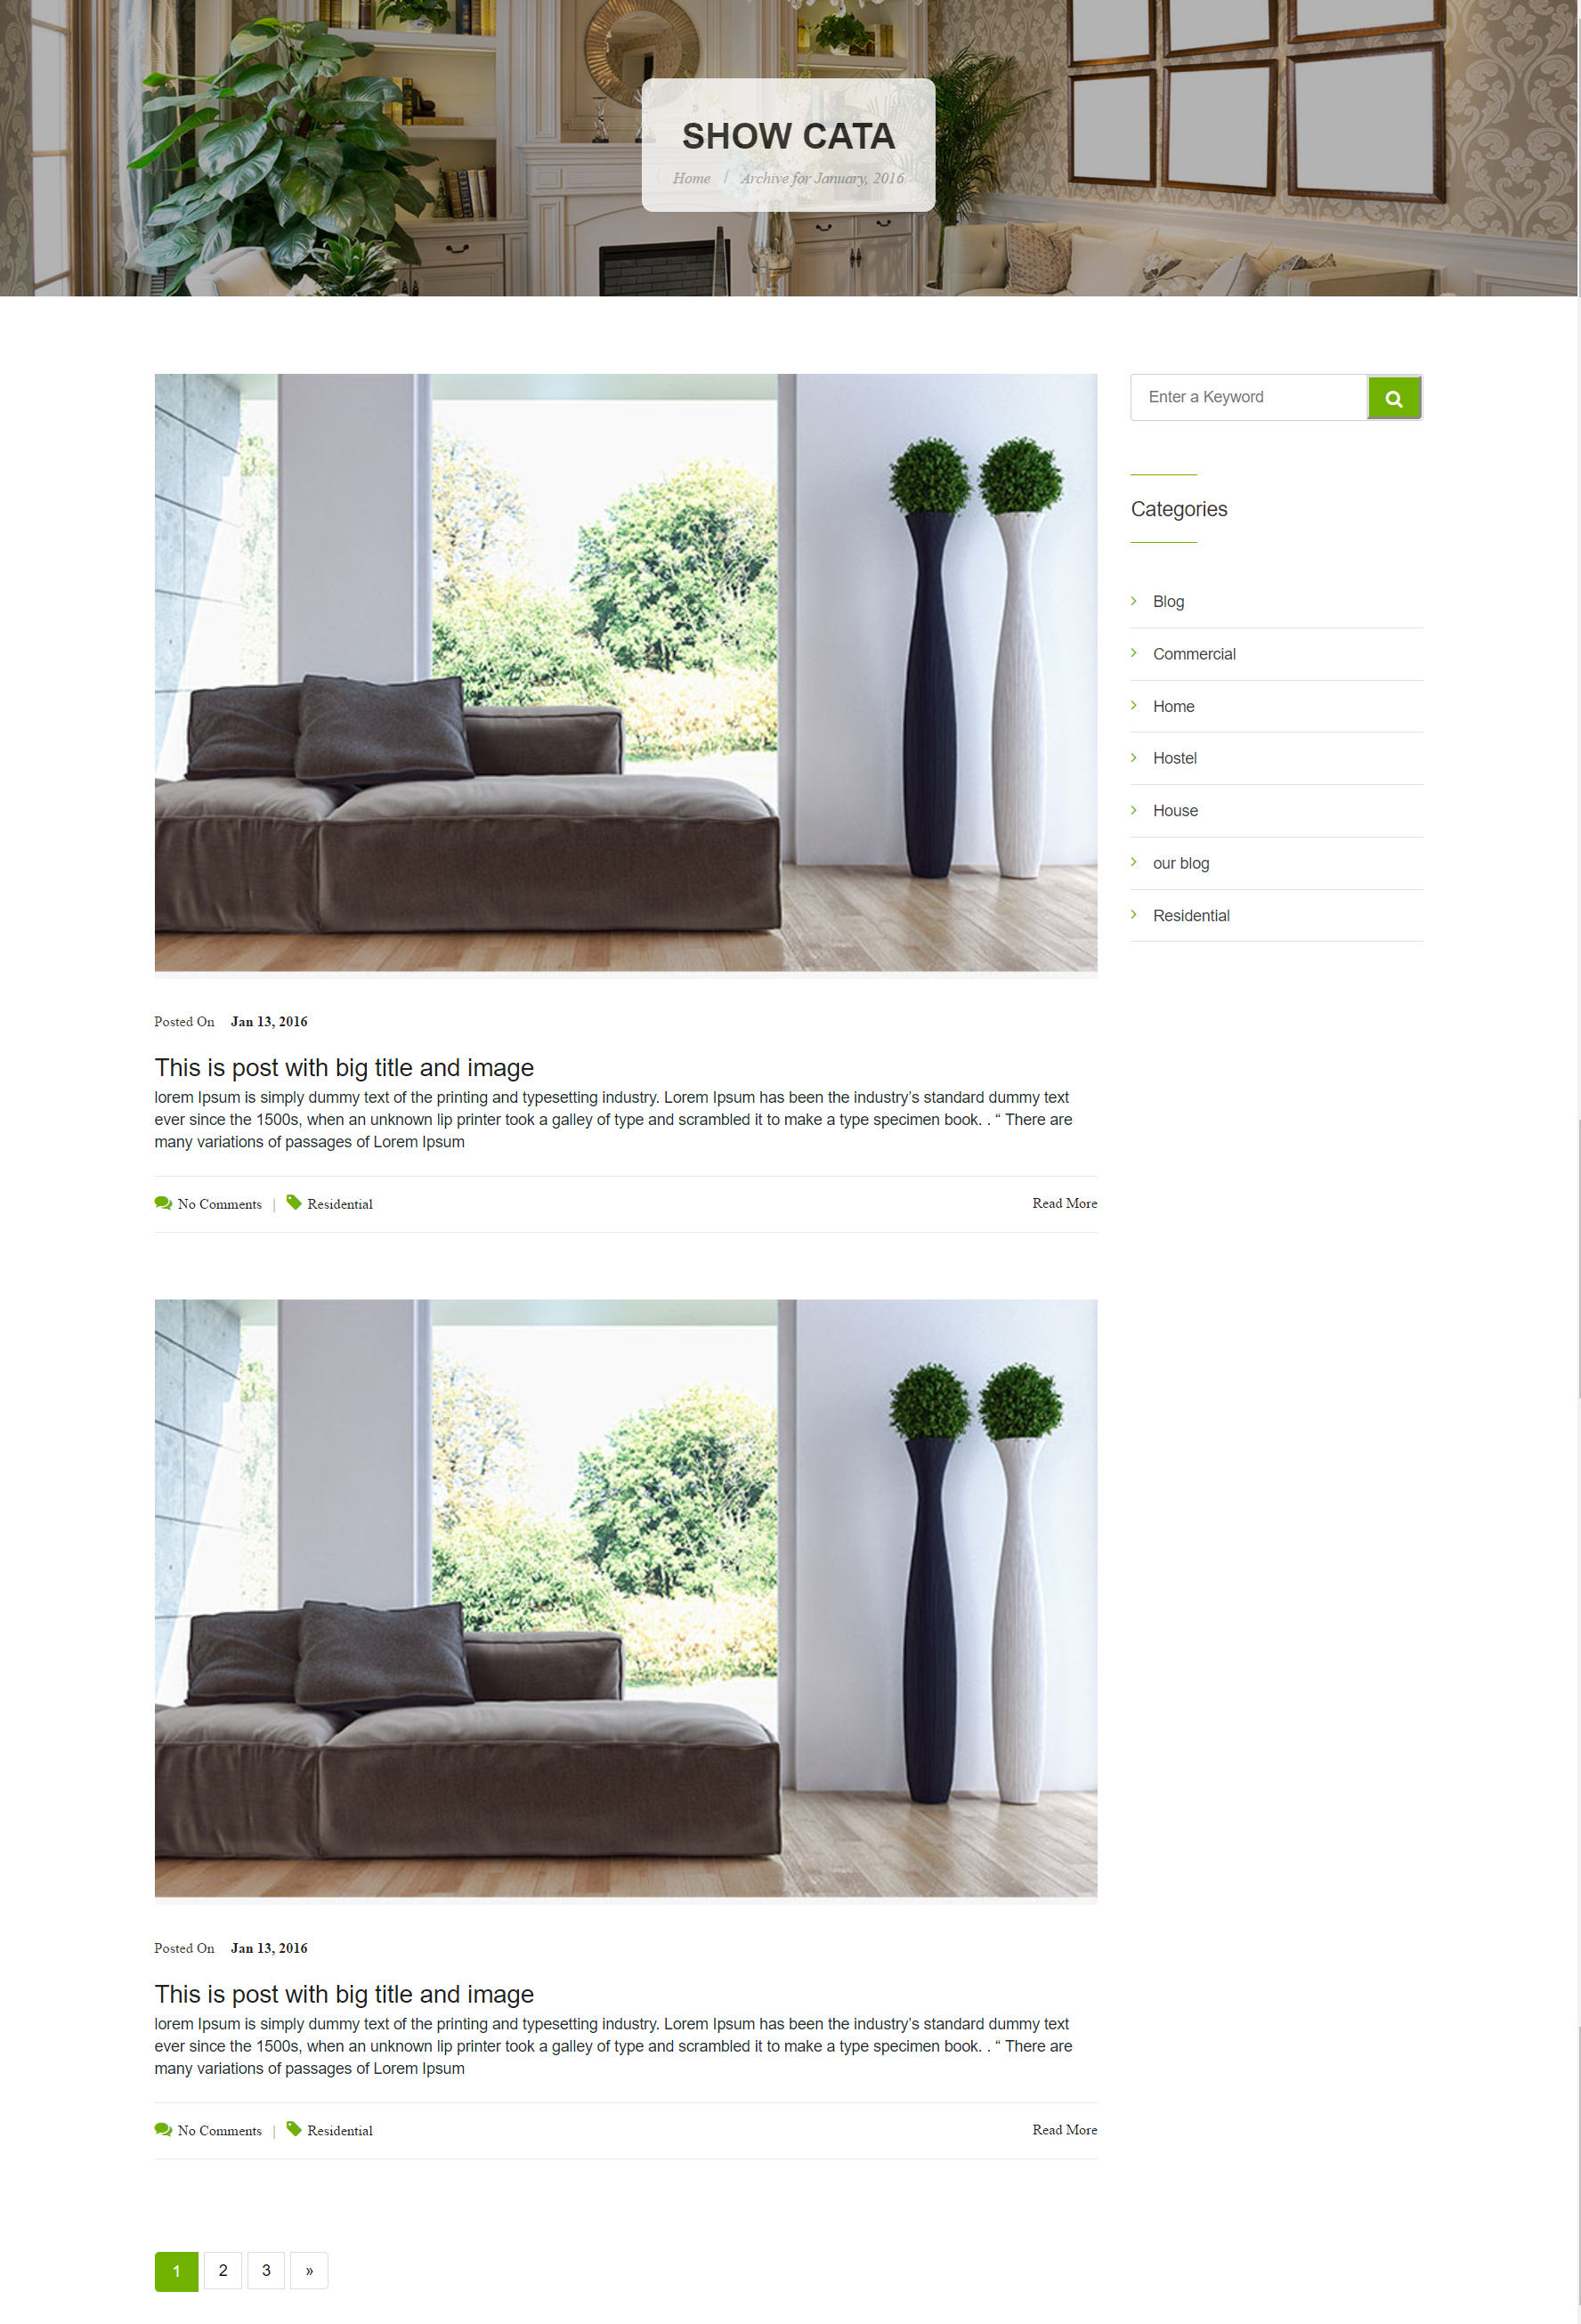 SHOW CATA
Home / Archive for January, 2016
Enter a Keyword
Categories
Blog
Commercial
Home
Hostel
House
our blog
Residential
Posted On Jan 13, 2016
This is post with big title and image
lorem Ipsum is simply dummy text of the printing and typesetting industry. Lorem Ipsum has been the industry’s standard dummy text
ever since the 1500s, when an unknown lip printer took a galley of type and scrambled it to make a type specimen book. . “ There are
many variations of passages of Lorem Ipsum
No Comments | Residential Read More
Posted On Jan 13, 2016
This is post with big title and image
lorem Ipsum is simply dummy text of the printing and typesetting industry. Lorem Ipsum has been the industry’s standard dummy text
ever since the 1500s, when an unknown lip printer took a galley of type and scrambled it to make a type specimen book. . “ There are
many variations of passages of Lorem Ipsum
No Comments | Residential Read More
1 2 3 »